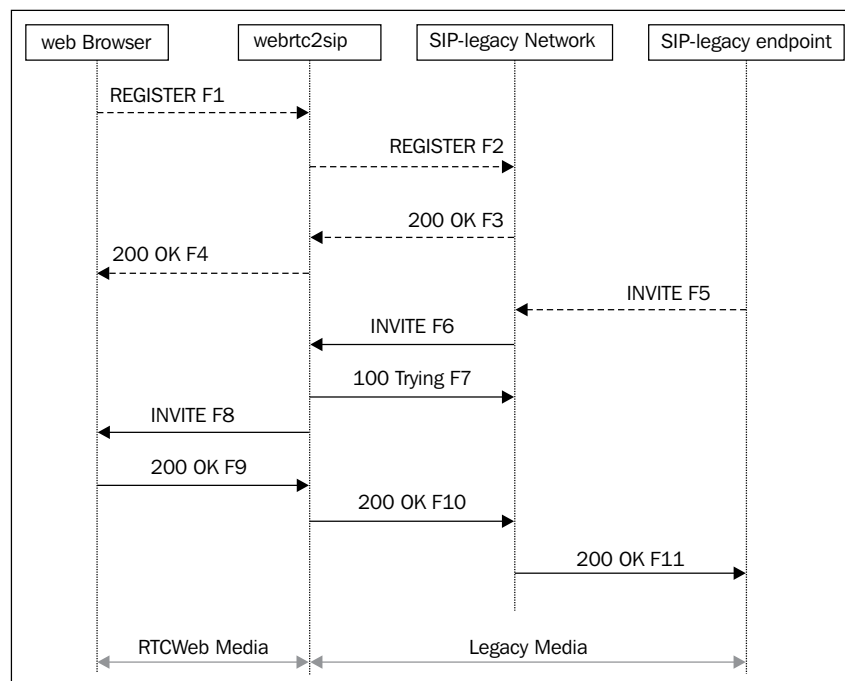 web Browser
webrtc2sip
SIP-legacy Network
SIP-legacy endpoint
REGISTER F1
REGISTER F2
200 OK F3
200 OK F4
INVITE F5
INVITE F6
100 Trying F7
INVITE F8
200 OK F9
200 OK F10
200 OK F11
RTCWeb Media
Legacy Media